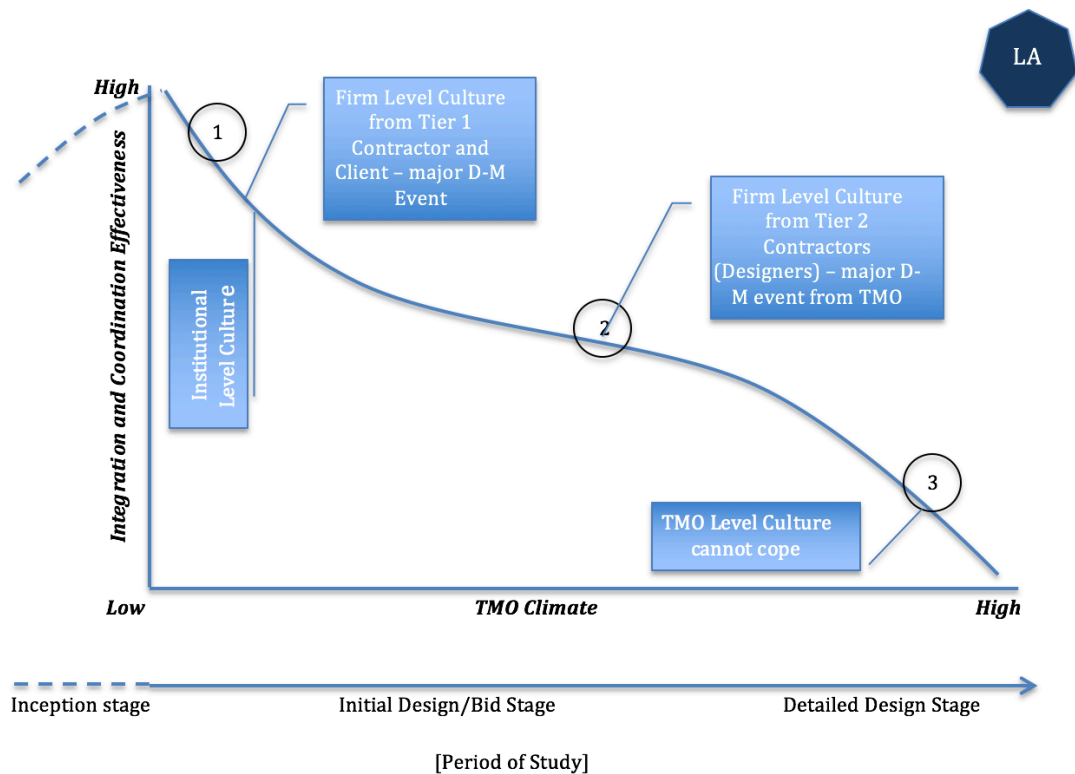 LA
High
Integration and Coordination Effectiveness
1
Firm Level Culture
from Tier 1
Contractor and
Client – major D-M
Event
Institutional
Level Culture
2
Firm Level Culture
from Tier 2
Contractors
(Designers) – major D-
M event from TMO
3
TMO Level Culture
cannot cope
Low
TMO Climate
High
Inception stage
Initial Design/Bid Stage
Detailed Design Stage
[Period of Study]